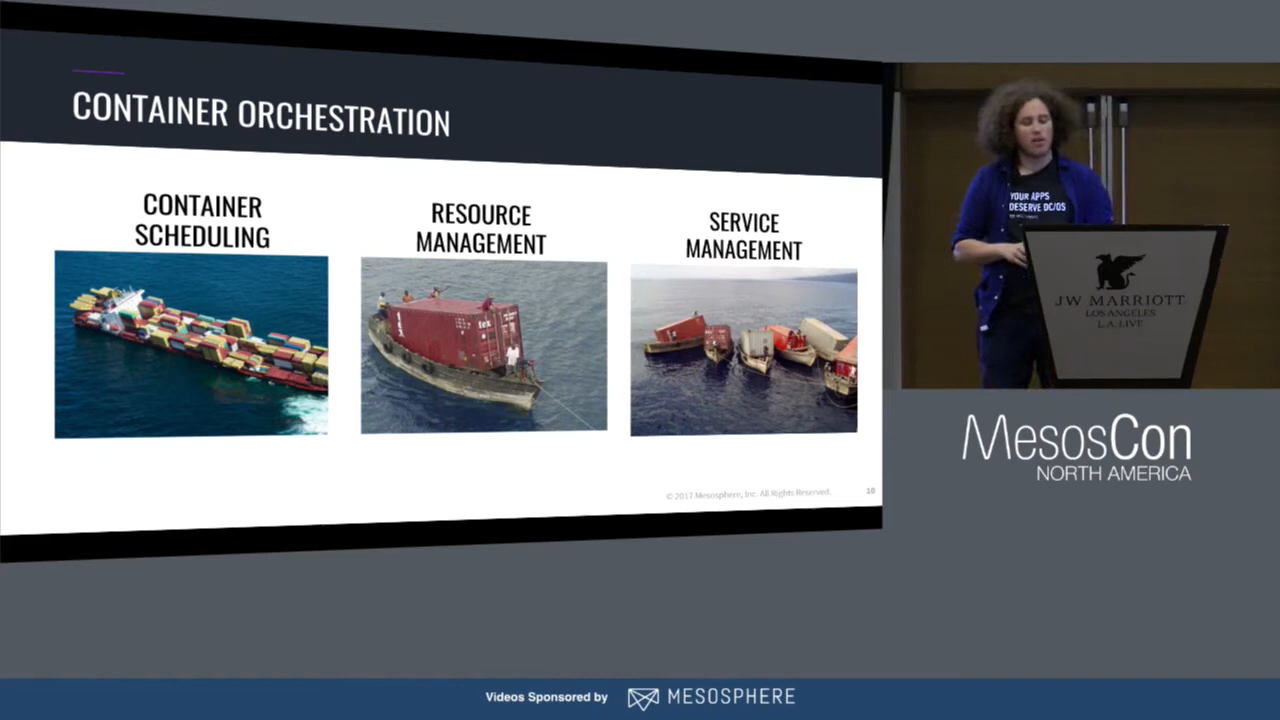 CONTAINER ORCHESTRATION
CONTAINER
SCHEDULING
RESOURCE
MANAGEMENT
SERVICE
MANAGEMENT
tex
© 2017 Mesosphere, Inc. All Rights Reserved.
10
YOUR APPS
DESERVE DC/OS
JW MARRIOTT
LOS ANGELES
L.A. LIVE
MesosCon
NORTH AMERICA
Videos Sponsored by
MESOSPHERE